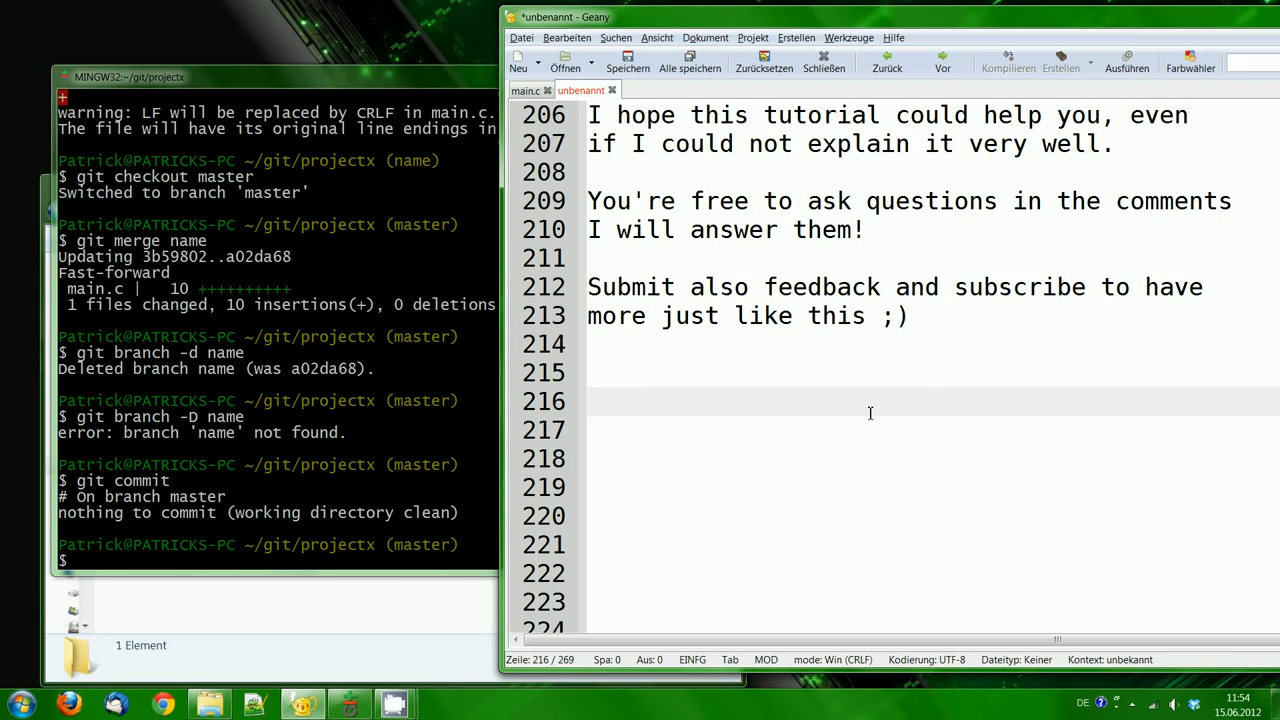 *unbenannt - Geany
Datei Bearbeiten Suchen Ansicht Dokument Projekt Erstellen Werkzeuge Hilfe
Neu Öffnen Speichern Alle speichern Zurücksetzen Schließen Zurück Vor Kompilieren Erstellen Ausführen Farbwähler
main.c unbenannt
206 I hope this tutorial could help you, even
207 if I could not explain it very well.
208
209 You're free to ask questions in the comments
210 I will answer them!
211
212 Submit also feedback and subscribe to have
213 more just like this ;)
214
215
216
217
218
219
220
221
222
223
224
Zeile: 216 / 269 Spa: 0 Aus: 0 EINFG Tab MOD mode: Win (CRLF) Kodierung: UTF-8 Dateityp: Keiner Kontext: unbekannt
MINGW32:~/git/projectx
warning: LF will be replaced by CRLF in main.c.
The file will have its original line endings in
Patrick@PATRICKS-PC ~/git/projectx (name)
$ git checkout master
Switched to branch 'master'
Patrick@PATRICKS-PC ~/git/projectx (master)
$ git merge name
Updating 3b59802..a02da68
Fast-forward
main.c | 10 ++++++++++
1 files changed, 10 insertions(+), 0 deletions
Patrick@PATRICKS-PC ~/git/projectx (master)
$ git branch -d name
Deleted branch name (was a02da68).
Patrick@PATRICKS-PC ~/git/projectx (master)
$ git branch -D name
error: branch 'name' not found.
Patrick@PATRICKS-PC ~/git/projectx (master)
$ git commit
# On branch master
nothing to commit (working directory clean)
Patrick@PATRICKS-PC ~/git/projectx (master)
$
1 Element
DE
11:54
15.06.2012